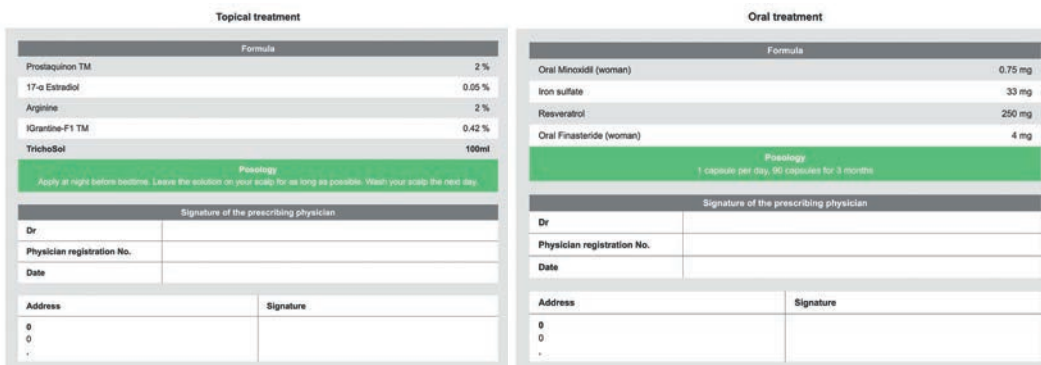 Topical treatment
Formula
Prostaquinon TM 2 %
17-α Estradiol 0.05 %
Arginine 2 %
IGrantine-F1 TM 0.42 %
TrichoSol 100ml
Posology
Apply at night before bedtime. Leave the solution on your scalp for as long as possible. Wash your scalp the next day.
Signature of the prescribing physician
Dr
Physician registration No.
Date
Address Signature
0
0
.
Oral treatment
Formula
Oral Minoxidil (woman) 0.75 mg
Iron sulfate 33 mg
Resveratrol 250 mg
Oral Finasteride (woman) 4 mg
Posology
1 capsule per day, 90 capsules for 3 months
Signature of the prescribing physician
Dr
Physician registration No.
Date
Address Signature
0
0
.